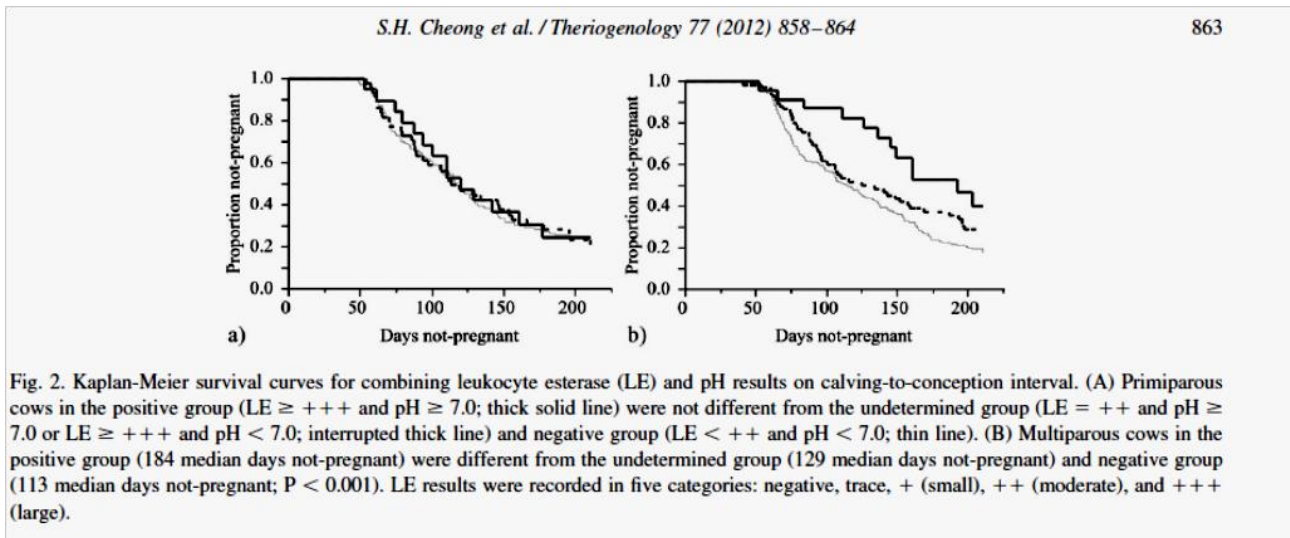 S.H. Cheong et al. / Theriogenology 77 (2012) 858–864
863
1.0
0.8
0.6
0.4
0.2
0.0
Proportion not-pregnant
0 50 100 150 200
Days not-pregnant
a)
1.0
0.8
0.6
0.4
0.2
0.0
Proportion not-pregnant
0 50 100 150 200
Days not-pregnant
b)
Fig. 2. Kaplan-Meier survival curves for combining leukocyte esterase (LE) and pH results on calving-to-conception interval. (A) Primiparous
cows in the positive group (LE ≥ +++ and pH ≥ 7.0; thick solid line) were not different from the undetermined group (LE = ++ and pH ≥
7.0 or LE ≥ +++ and pH < 7.0; interrupted thick line) and negative group (LE < ++ and pH < 7.0; thin line). (B) Multiparous cows in the
positive group (184 median days not-pregnant) were different from the undetermined group (129 median days not-pregnant) and negative group
(113 median days not-pregnant; P < 0.001). LE results were recorded in five categories: negative, trace, + (small), ++ (moderate), and +++
(large).